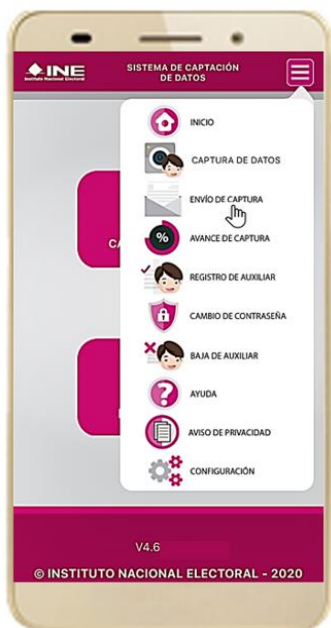 INE
Instituto Nacional Electoral
SISTEMA DE CAPTACIÓN
DE DATOS
INICIO
CAPTURA DE DATOS
ENVÍO DE CAPTURA
%
AVANCE DE CAPTURA
REGISTRO DE AUXILIAR
CAMBIO DE CONTRASEÑA
BAJA DE AUXILIAR
?
AYUDA
AVISO DE PRIVACIDAD
CONFIGURACIÓN
V4.6
© INSTITUTO NACIONAL ELECTORAL - 2020